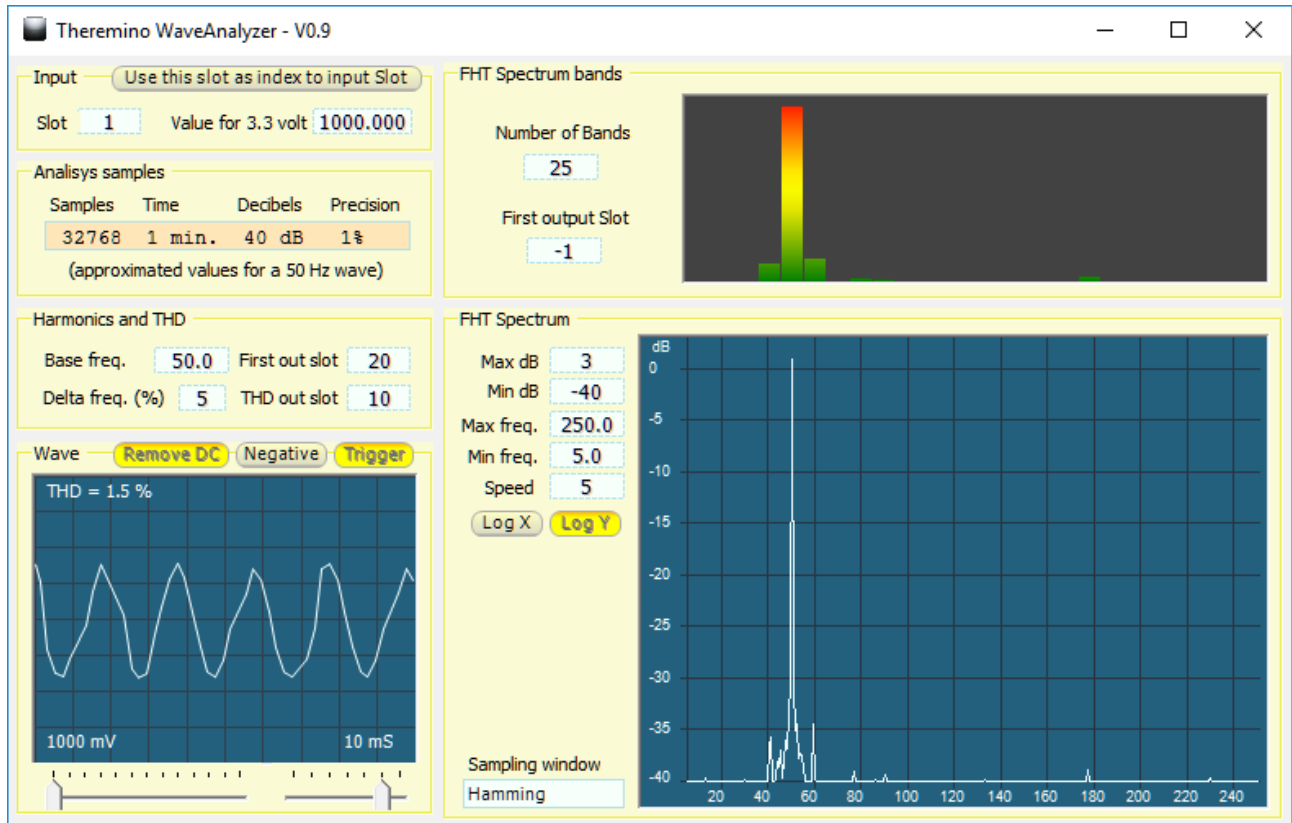 Theremino WaveAnalyzer - V0.9
Input
Use this slot as index to input Slot
Slot 1 Value for 3.3 volt 1000.000
Analisys samples
Samples Time Decibels Precision
32768 1 min. 40 dB 1%
(approximated values for a 50 Hz wave)
Harmonics and THD
Base freq. 50.0 First out slot 20
Delta freq. (%) 5 THD out slot 10
Wave Remove DC Negative Trigger
THD = 1.5 %
1000 mV 10 mS
FHT Spectrum bands
Number of Bands
25
First output Slot
-1
FHT Spectrum
Max dB 3
Min dB -40
Max freq. 250.0
Min freq. 5.0
Speed 5
Log X Log Y
Sampling window
Hamming
dB
0
-5
-10
-15
-20
-25
-30
-35
-40
20 40 60 80 100 120 140 160 180 200 220 240